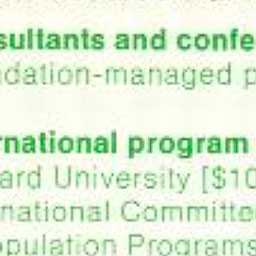 sultants and confe
dation-managed p
rnational program
ard University [$10
national Committe
opulation Programs